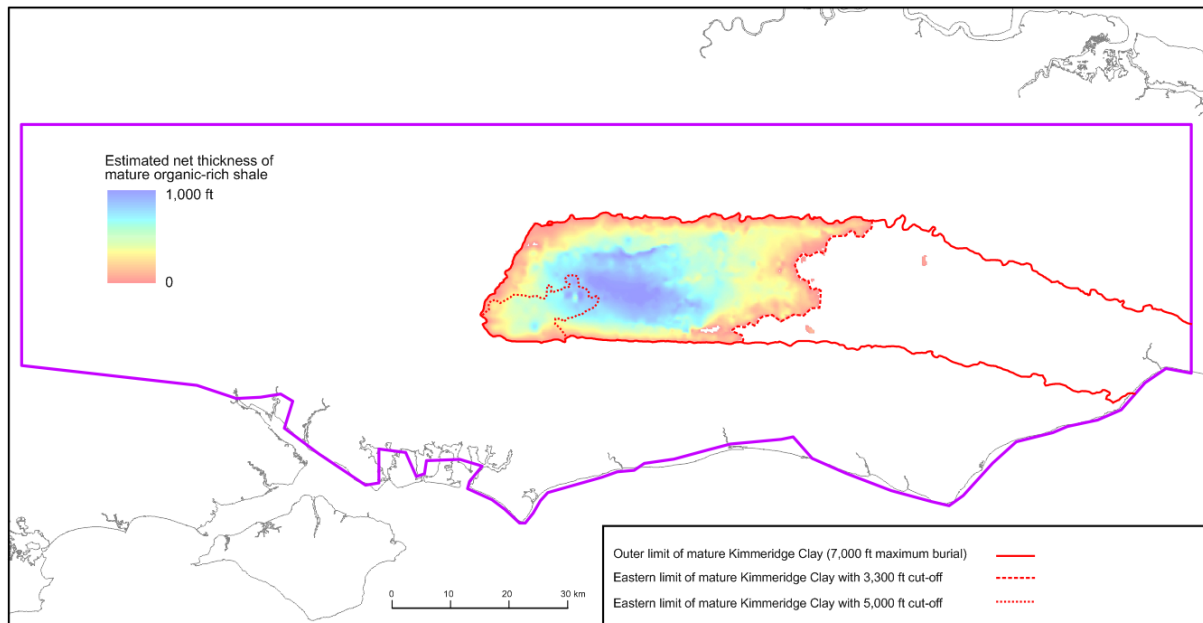 Estimated net thickness of
mature organic-rich shale
1,000 ft
0
Outer limit of mature Kimmeridge Clay (7,000 ft maximum burial)
Eastern limit of mature Kimmeridge Clay with 3,300 ft cut-off
Eastern limit of mature Kimmeridge Clay with 5,000 ft cut-off
0 10 20 30 km